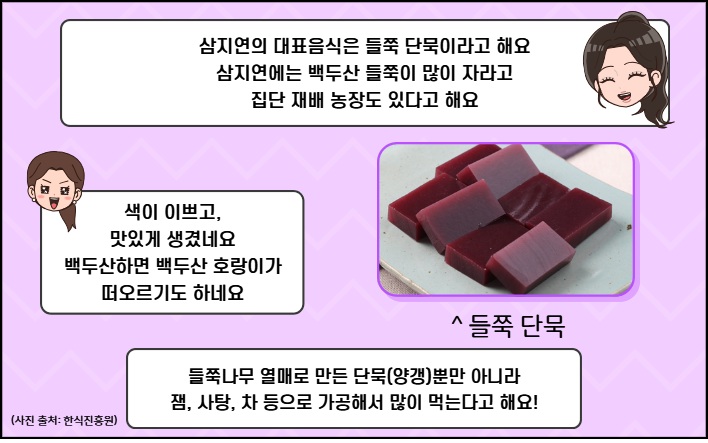 삼지연의 대표음식은 들쭉 단묵이라고 해요
삼지연에는 백두산 들쭉이 많이 자라고
집단 재배 농장도 있다고 해요
색이 이쁘고,
맛있게 생겼네요
백두산하면 백두산 호랑이가
떠오르기도 하네요
^ 들쭉 단묵
들쭉나무 열매로 만든 단묵(양갱)뿐만 아니라
잼, 사탕, 차 등으로 가공해서 많이 먹는다고 해요!
(사진 출처: 한식진흥원)